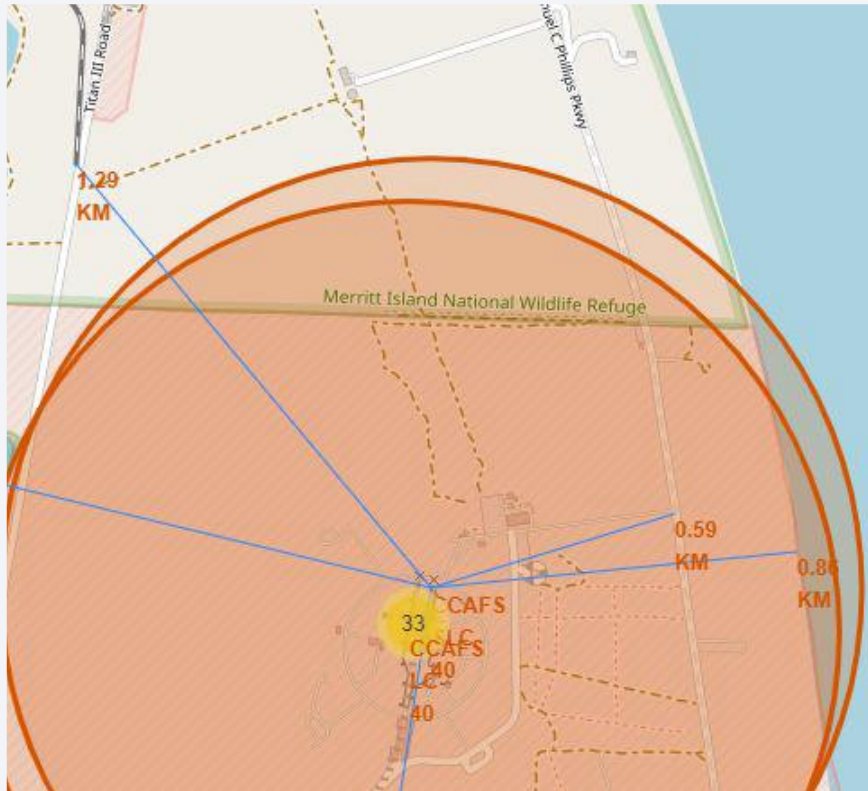 Titan III Road
uel C Phillips Pkwy
1.29
KM
Merritt Island National Wildlife Refuge
0.59
KM
0.86
KM
CCAFS
SLC
40
33
CCAFS
LC
40